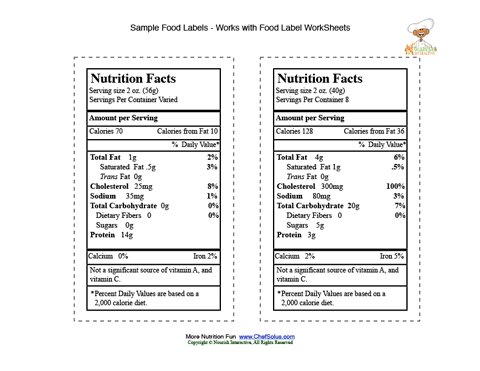 Sample Food Labels - Works with Food Label WorkSheets
Nutrition Facts
Serving size 2 oz. (56g)
Servings Per Container Varied
Amount per Serving
Calories 70 Calories from Fat 10
% Daily Value*
Total Fat 1g 2%
Saturated Fat .5g 3%
Trans Fat 0g
Cholesterol 25mg 8%
Sodium 35mg 1%
Total Carbohydrate 0g 0%
Dietary Fibers 0 0%
Sugars 0g
Protein 14g
Calcium 0% Iron 2%
Not a significant source of vitamin A, and
vitamin C.
*Percent Daily Values are based on a
2,000 calorie diet.
Nutrition Facts
Serving size 2 oz. (40g)
Servings Per Container 8
Amount per Serving
Calories 128 Calories from Fat 36
% Daily Value*
Total Fat 4g 6%
Saturated Fat 1g .5%
Trans Fat 0g
Cholesterol 300mg 100%
Sodium 80mg 3%
Total Carbohydrate 20g 7%
Dietary Fibers 0 0%
Sugars 5g
Protein 3g
Calcium 2% Iron 5%
Not a significant source of vitamin A, and
vitamin C.
*Percent Daily Values are based on a
2,000 calorie diet.
More Nutrition Fun www.ChefSolus.com
Copyright © Nourish Interactive, All Rights Reserved